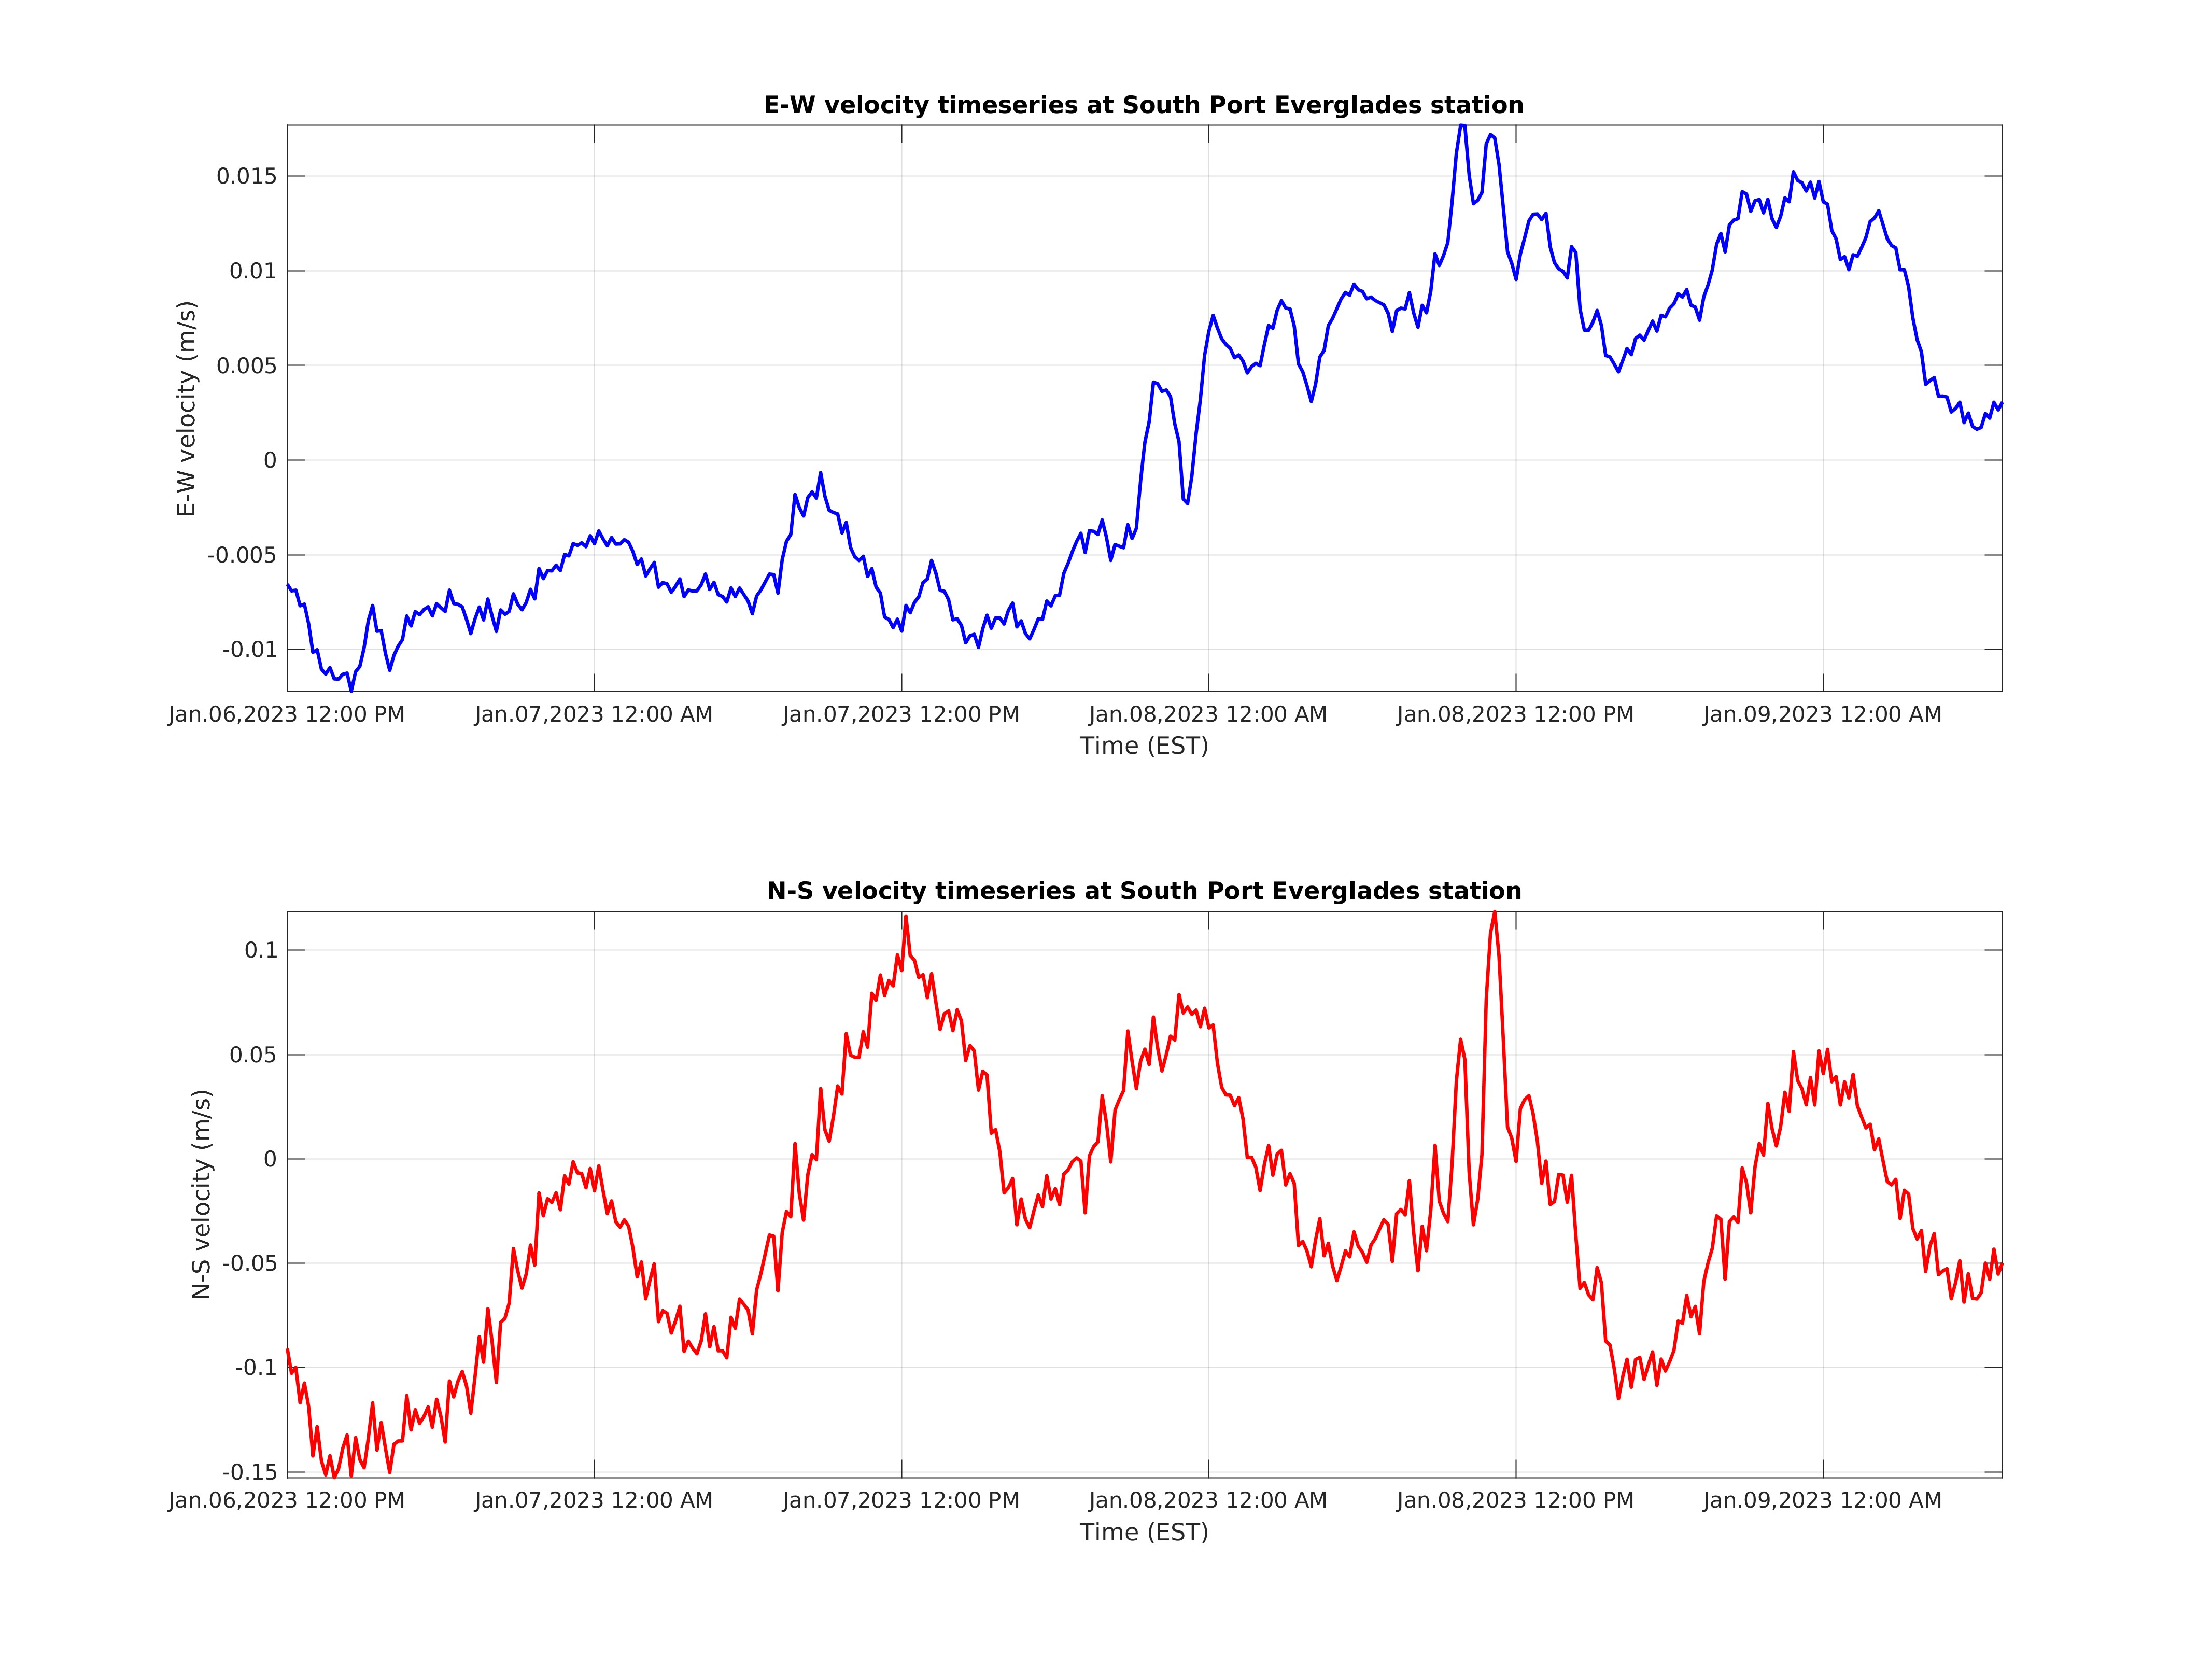 E-W velocity timeseries at South Port Everglades station
E-W velocity (m/s)
0.015
0.01
0.005
0
-0.005
-0.01
Jan.06,2023 12:00 PM Jan.07,2023 12:00 AM Jan.07,2023 12:00 PM Jan.08,2023 12:00 AM Jan.08,2023 12:00 PM Jan.09,2023 12:00 AM
Time (EST)
N-S velocity timeseries at South Port Everglades station
N-S velocity (m/s)
0.1
0.05
0
-0.05
-0.1
-0.15
Jan.06,2023 12:00 PM Jan.07,2023 12:00 AM Jan.07,2023 12:00 PM Jan.08,2023 12:00 AM Jan.08,2023 12:00 PM Jan.09,2023 12:00 AM
Time (EST)